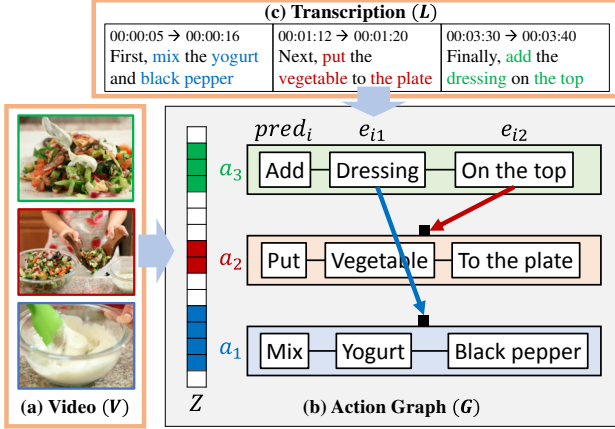 (c) Transcription (L)
00:00:05 → 00:00:16
First, mix the yogurt
and black pepper
00:01:12 → 00:01:20
Next, put the
vegetable to the plate
00:03:30 → 00:03:40
Finally, add the
dressing on the top
pred_i e_i1 e_i2
a_3 Add Dressing On the top
a_2 Put Vegetable To the plate
a_1 Mix Yogurt Black pepper
Z
(a) Video (V)
(b) Action Graph (G)